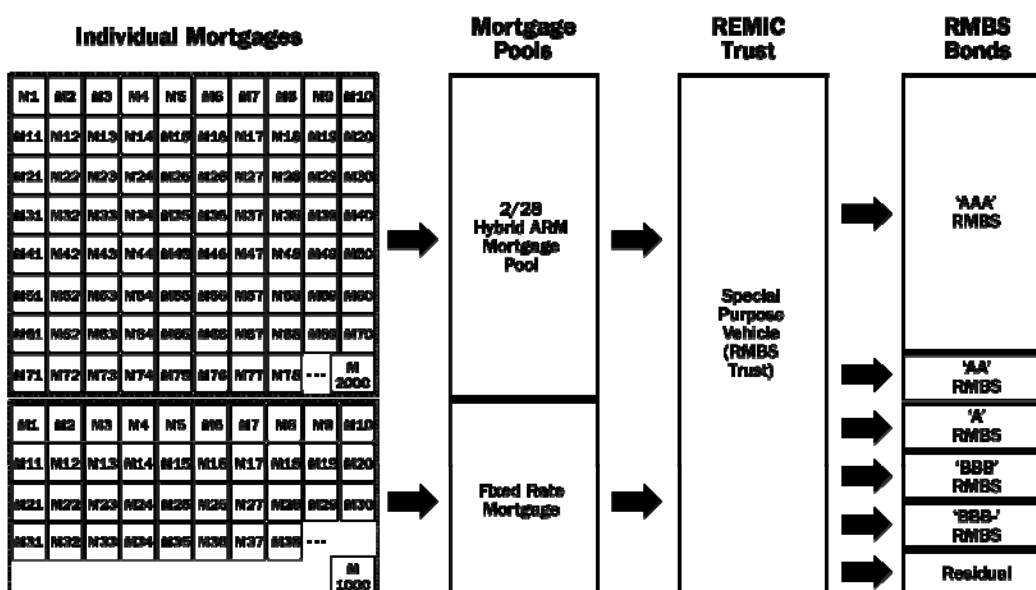 Individual Mortgages
Mortgage
Pools
REMIC
Trust
RMBS
Bonds
M1 M2 M3 M4 M5 M6 M7 M8 M9 M10
M11 M12 M13 M14 M15 M16 M17 M18 M19 M20
M21 M22 M23 M24 M25 M26 M27 M28 M29 M30
M31 M32 M33 M34 M35 M36 M37 M38 M39 M40
M41 M42 M43 M44 M45 M46 M47 M48 M49 M50
M51 M52 M53 M54 M55 M56 M57 M58 M59 M60
M61 M62 M63 M64 M65 M66 M67 M68 M69 M70
M71 M72 M73 M74 M75 M76 M77 M78 --- M
2000
M1 M2 M3 M4 M5 M6 M7 M8 M9 M10
M11 M12 M13 M14 M15 M16 M17 M18 M19 M20
M21 M22 M23 M24 M25 M26 M27 M28 M29 M30
M31 M32 M33 M34 M35 M36 M37 M38 ---
M
1000
2/28
Hybrid ARM
Mortgage
Pool
Fixed Rate
Mortgage
Special
Purpose
Vehicle
(RMBS
Trust)
'AAA'
RMBS
'AA'
RMBS
'A'
RMBS
'BBB'
RMBS
'BBB-'
RMBS
Residual